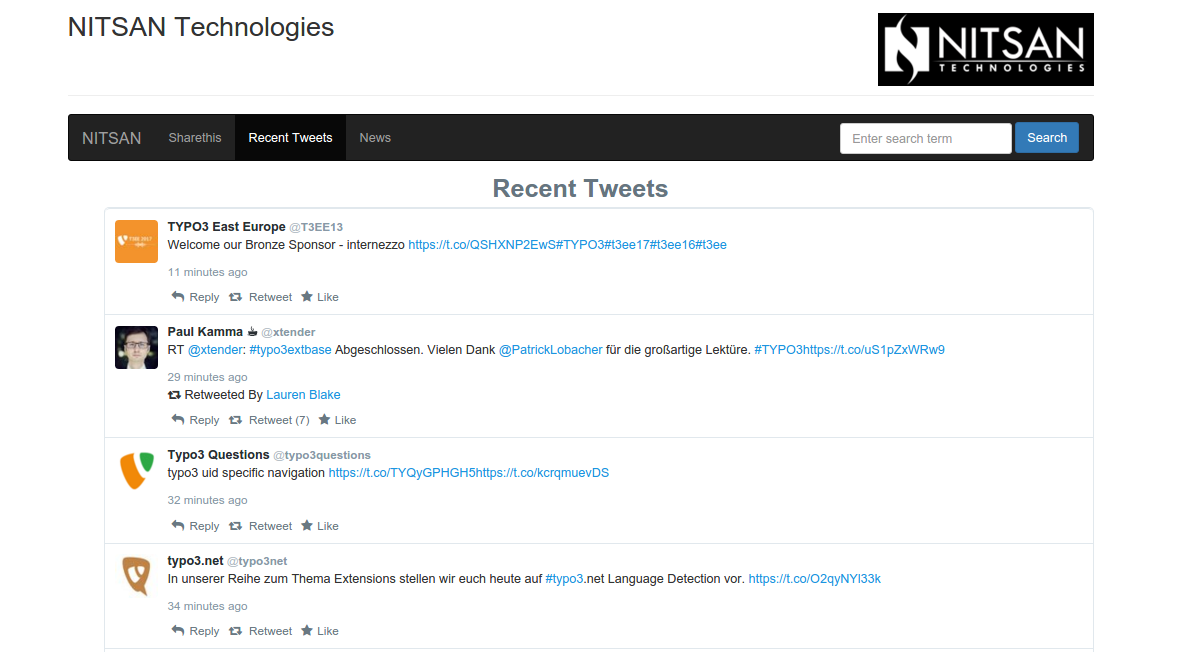 NITSAN Technologies
NITSAN
TECHNOLOGIES
NITSAN Sharethis Recent Tweets News Enter search term Search
Recent Tweets
TYPO3 East Europe @T3EE13
Welcome our Bronze Sponsor - internezzo https://t.co/QSHXNP2EwS#TYPO3#t3ee17#t3ee16#t3ee
11 minutes ago
Reply Retweet Like
Paul Kamma @xtender
RT @xtender: #typo3extbase Abgeschlossen. Vielen Dank @PatrickLobacher für die großartige Lektüre. #TYPO3https://t.co/uS1pZxWRw9
29 minutes ago
Retweeted By Lauren Blake
Reply Retweet (7) Like
Typo3 Questions @typo3questions
typo3 uid specific navigation https://t.co/TYQyGPHGH5https://t.co/kcrqmuevDS
32 minutes ago
Reply Retweet Like
typo3.net @typo3net
In unserer Reihe zum Thema Extensions stellen wir euch heute auf #typo3.net Language Detection vor. https://t.co/O2qyNYl33k
34 minutes ago
Reply Retweet Like